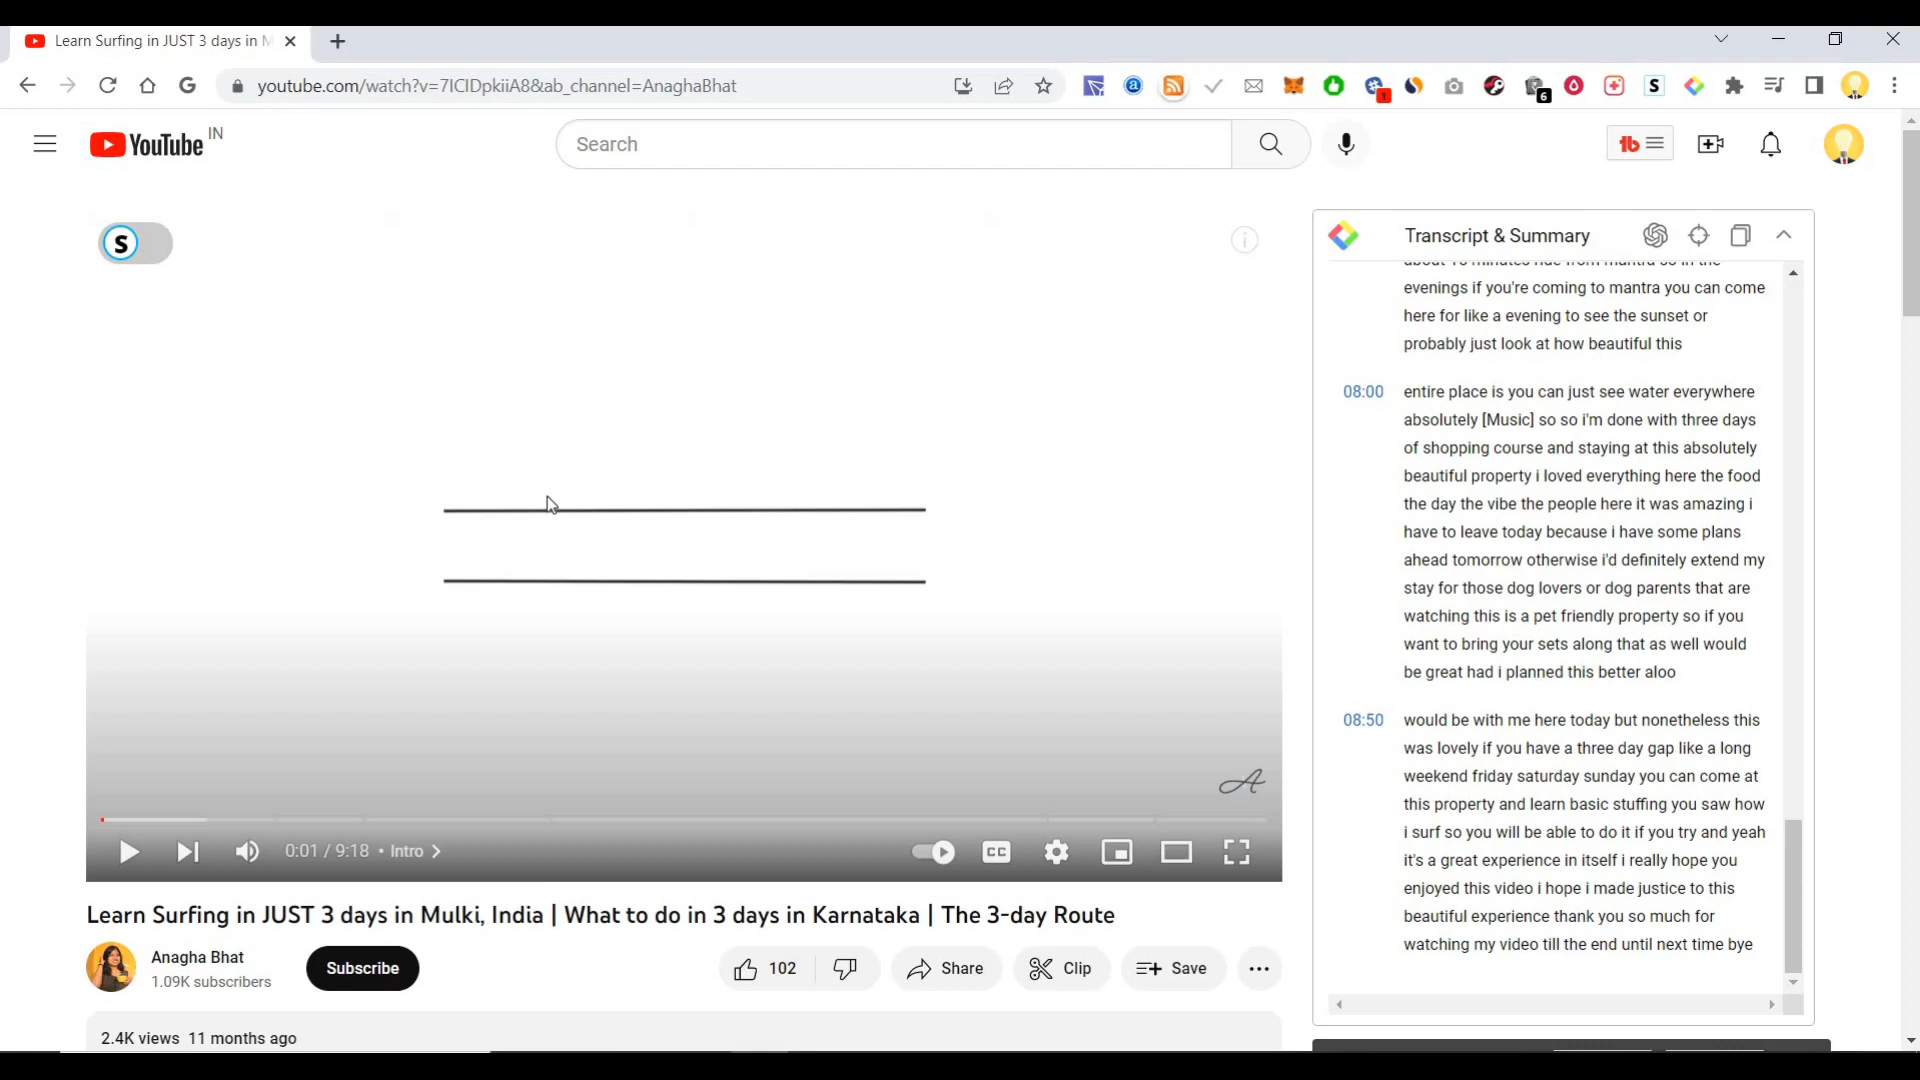 Learn Surfing in JUST 3 days in M
youtube.com/watch?v=7ICIDpkiiA8&ab_channel=AnaghaBhat
1
6
YouTube IN
Search
S
Transcript & Summary
about 10 minutes ride from mantra so in the
evenings if you're coming to mantra you can come
here for like a evening to see the sunset or
probably just look at how beautiful this
08:00 entire place is you can just see water everywhere
absolutely [Music] so so i'm done with three days
of shopping course and staying at this absolutely
beautiful property i loved everything here the food
the day the vibe the people here it was amazing i
have to leave today because i have some plans
ahead tomorrow otherwise i'd definitely extend my
stay for those dog lovers or dog parents that are
watching this is a pet friendly property so if you
want to bring your sets along that as well would
be great had i planned this better aloo
08:50 would be with me here today but nonetheless this
was lovely if you have a three day gap like a long
weekend friday saturday sunday you can come at
this property and learn basic stuffing you saw how
i surf so you will be able to do it if you try and yeah
it's a great experience in itself i really hope you
enjoyed this video i hope i made justice to this
beautiful experience thank you so much for
watching my video till the end until next time bye
0:01 / 9:18 • Intro
CC
Learn Surfing in JUST 3 days in Mulki, India | What to do in 3 days in Karnataka | The 3-day Route
Anagha Bhat
1.09K subscribers
Subscribe
102
Share
Clip
Save
2.4K views 11 months ago